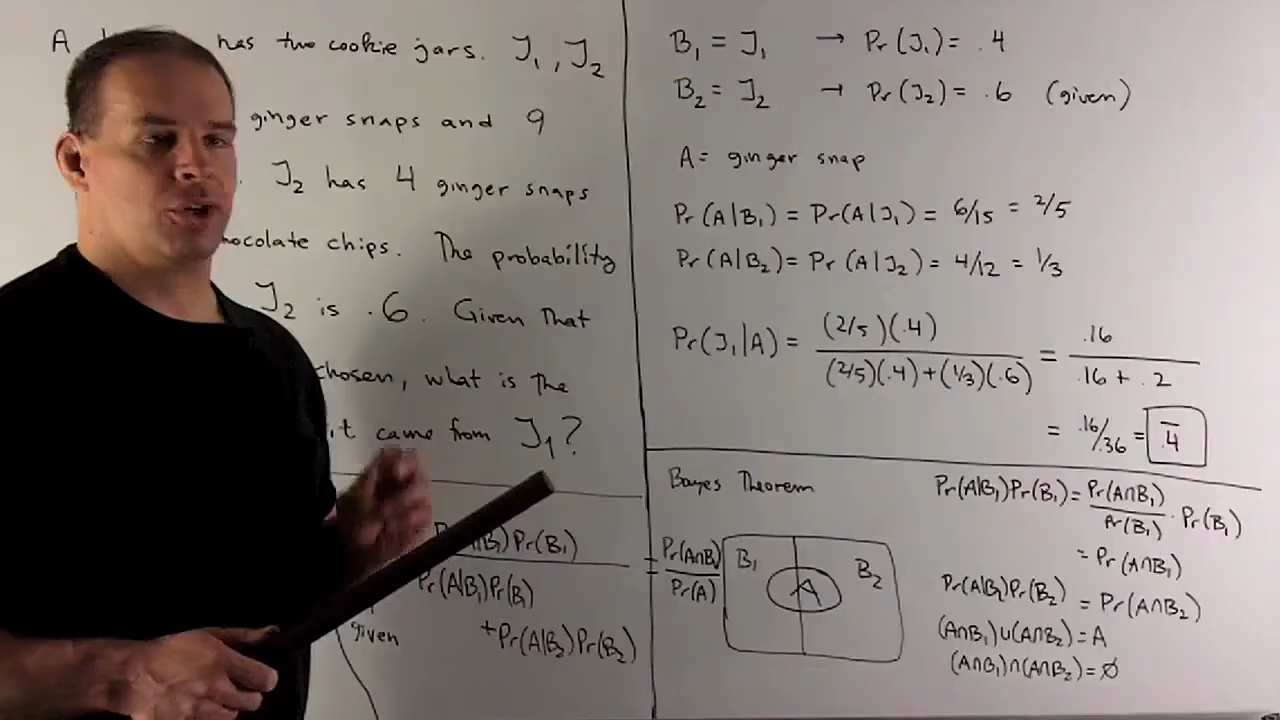 A has two cookie jars. J₁, J₂
ginger snaps and 9
J₂ has 4 ginger snaps
chocolate chips. The probability
J₂ is .6. Given that
chosen, what is the
it came from J₁?
Pr(B₁)
Pr(A|B₁)Pr(B₁)
given +Pr(A|B₂)Pr(B₂)
B₁ = J₁ → Pr(J₁) = .4
B₂ = J₂ → Pr(J₂) = .6 (given)
A = ginger snap
Pr(A|B₁) = Pr(A|J₁) = 6/15 = 2/5
Pr(A|B₂) = Pr(A|J₂) = 4/12 = 1/3
Pr(J₁|A) = (2/5)(.4) / (2/5)(.4)+(1/3)(.6) = .16 / .16 + .2
= .16/.36 = .4̅
Bayes Theorem
= Pr(A∩B₁) / Pr(A)
B₁ A B₂
Pr(A|B₁)Pr(B₁) = Pr(A∩B₁) / Pr(B₁) · Pr(B₁)
= Pr(A∩B₁)
Pr(A|B₂)Pr(B₂) = Pr(A∩B₂)
(A∩B₁)∪(A∩B₂) = A
(A∩B₁)∩(A∩B₂) = ∅